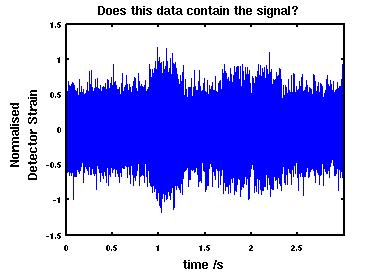 Does this data contain the signal?
1.5
1
0.5
0
-0.5
-1
-1.5
Normalised
Detector Strain
0 0.5 1 1.5 2 2.5
time /s